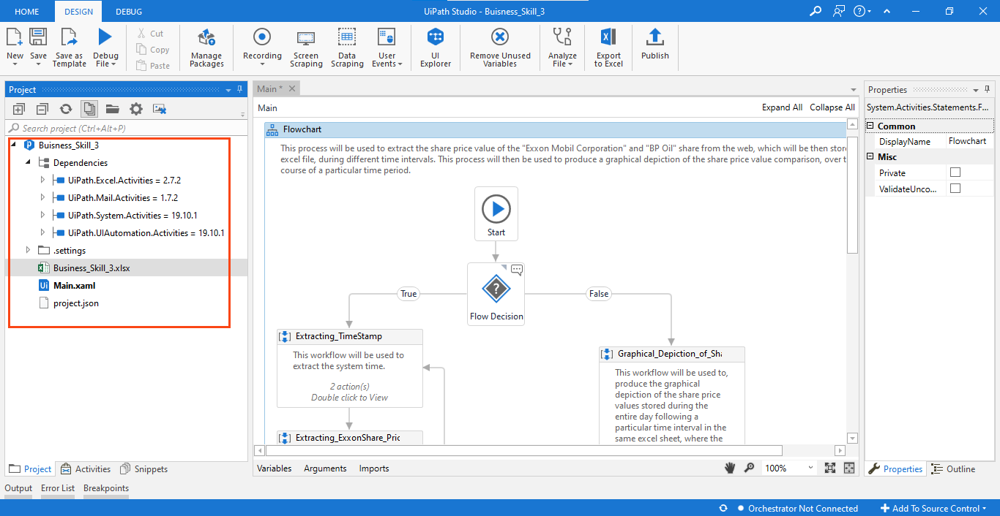 HOME DESIGN DEBUG UiPath Studio - Buisness_Skill_3
New Save Save as Template Debug File Cut Copy Paste Manage Packages Recording Screen Scraping Data Scraping User Events UI Explorer Remove Unused Variables Analyze File Export to Excel Publish
Project
Search project (Ctrl+Alt+P)
Buisness_Skill_3
Dependencies
UiPath.Excel.Activities = 2.7.2
UiPath.Mail.Activities = 1.7.2
UiPath.System.Activities = 19.10.1
UiPath.UIAutomation.Activities = 19.10.1
.settings
Business_Skill_3.xlsx
Main.xaml
project.json
Project Activities Snippets
Main *
Main Expand All Collapse All
Flowchart
This process will be used to extract the share price value of the "Exxon Mobil Corporation" and "BP Oil" share from the web, which will be then store
excel file, during different time intervals. This process will then be used to produce a graphical depiction of the share price value comparison, over t
course of a particular time period.
Start
True False
Flow Decision
Extracting_TimeStamp
This workflow will be used to
extract the system time.
2 action(s)
Double click to View
Extracting_ExxonShare_Pric
Graphical_Depiction_of_Sha
This workflow will be used to,
produce the graphical
depiction of the share price
values stored during the
entire day following a
particular time interval in the
same excel sheet, where the
Variables Arguments Imports 100%
Properties
System.Activities.Statements.F...
Common
DisplayName Flowchart
Misc
Private
ValidateUnco...
Properties Outline
Output Error List Breakpoints
Orchestrator Not Connected Add To Source Control